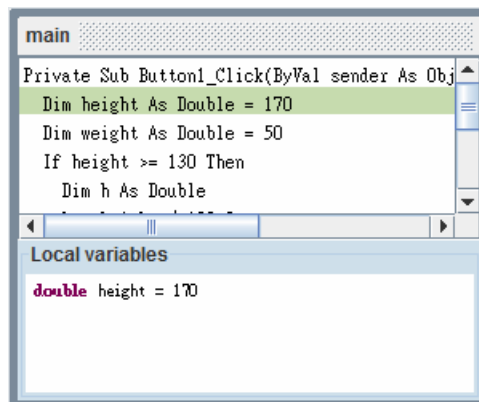 main
Private Sub Button1_Click(ByVal sender As Obj
Dim height As Double = 170
Dim weight As Double = 50
If height >= 130 Then
Dim h As Double
Local variables
double height = 170